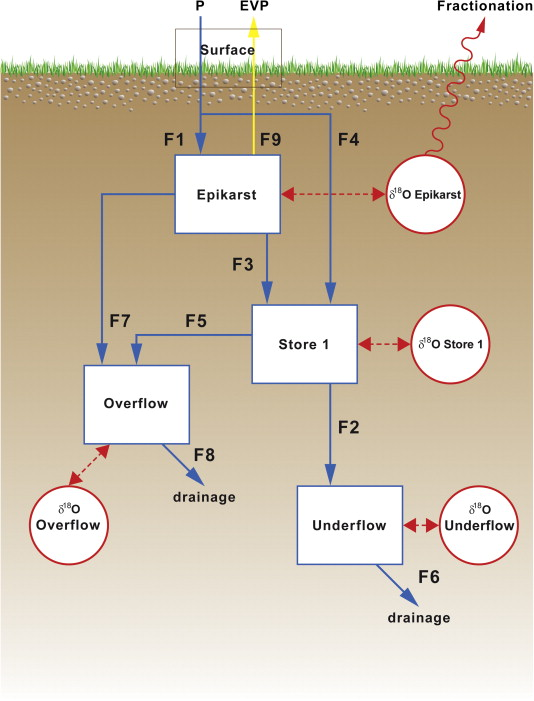 P
EVP
Fractionation
Surface
F1
F9
F4
Epikarst
δ18O Epikarst
F3
F7
F5
Store 1
δ18O Store 1
Overflow
F2
F8
drainage
δ18O
Overflow
Underflow
δ18O
Underflow
F6
drainage